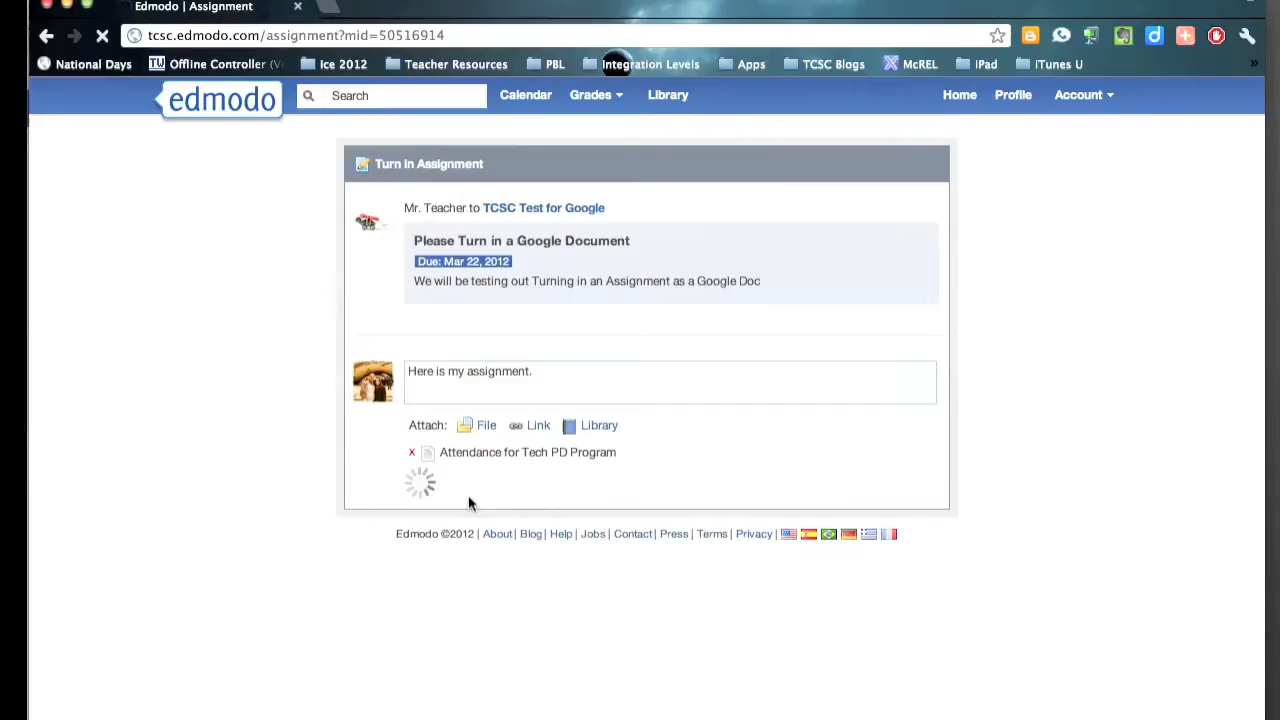 Edmodo | Assignment
tcsc.edmodo.com/assignment?mid=50516914
National Days Offline Controller (V Ice 2012 Teacher Resources PBL Integration Levels Apps TCSC Blogs McREL iPad iTunes U »
edmodo Search Calendar Grades Library Home Profile Account
Turn in Assignment
Mr. Teacher to TCSC Test for Google
Please Turn in a Google Document
Due: Mar 22, 2012
We will be testing out Turning in an Assignment as a Google Doc
Here is my assignment.
Attach: File Link Library
x Attendance for Tech PD Program
Edmodo ©2012 | About | Blog | Help | Jobs | Contact | Press | Terms | Privacy |